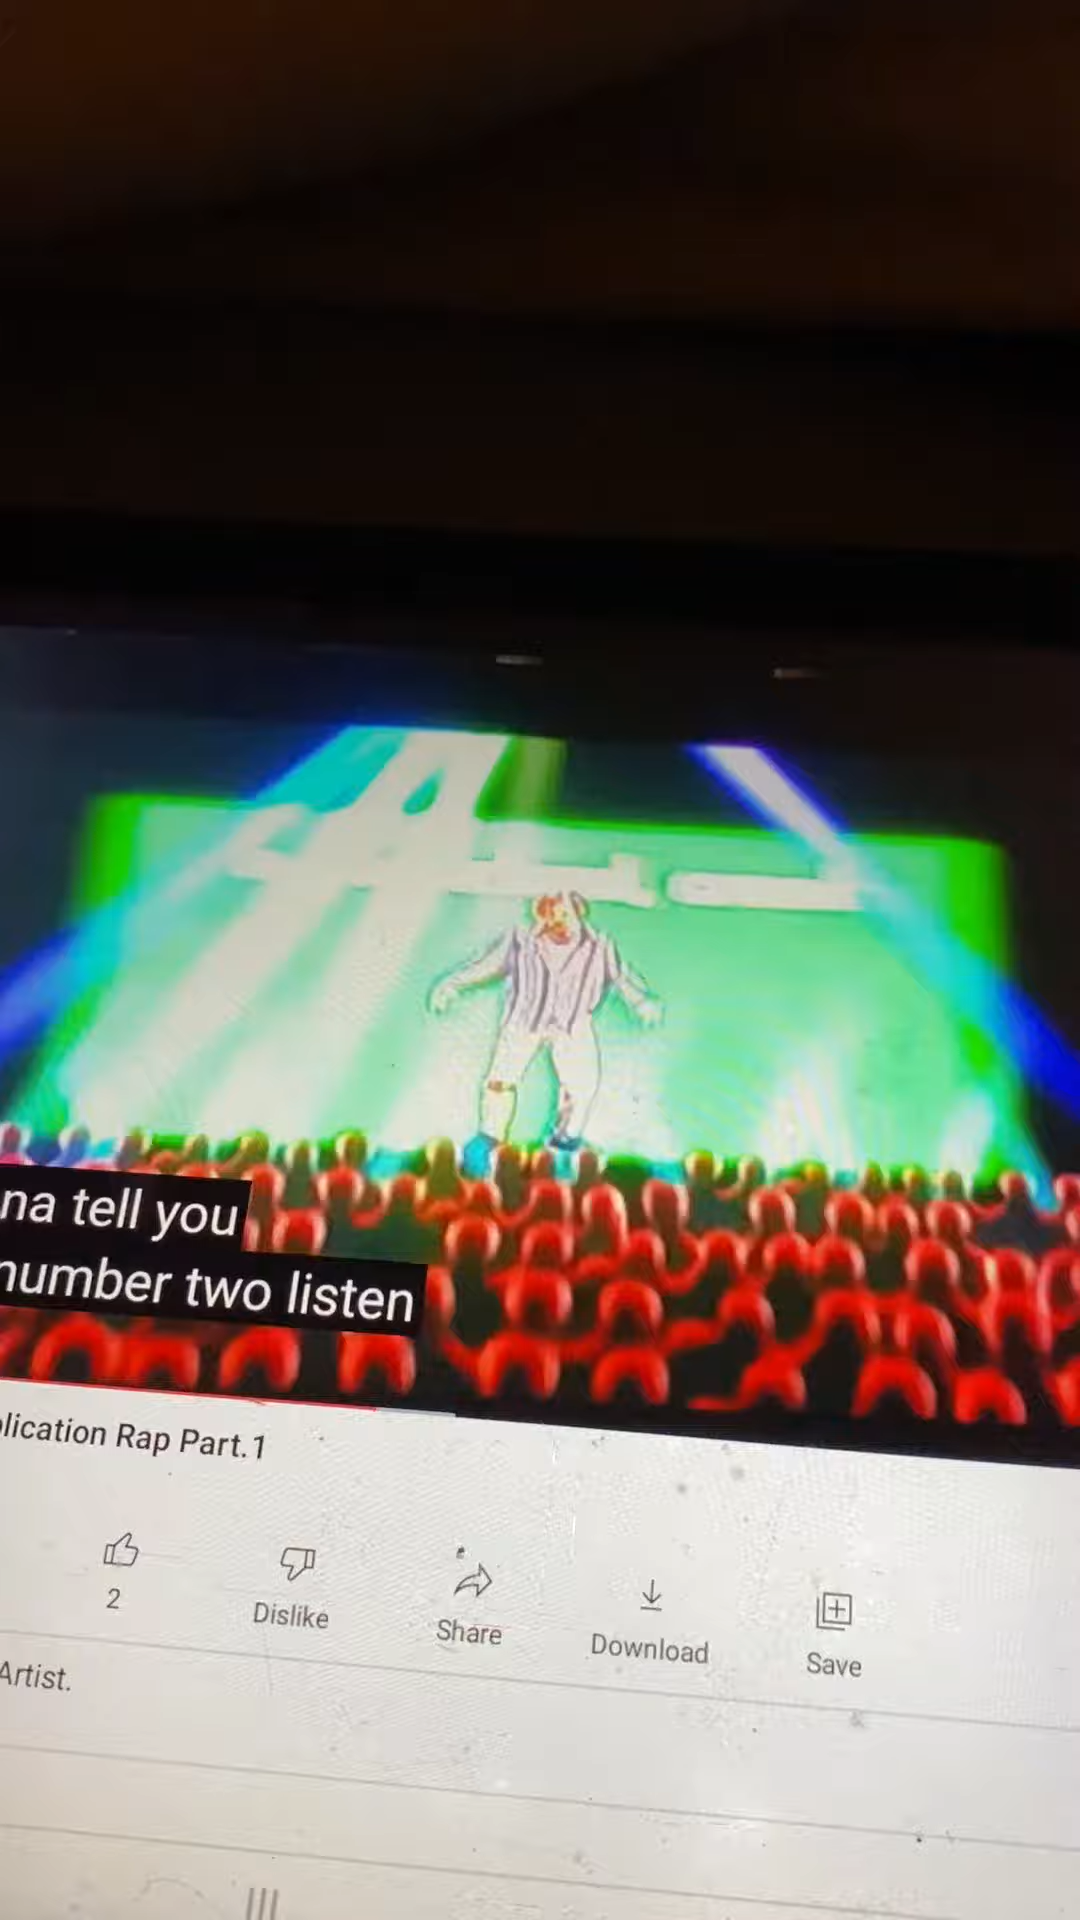 na tell you
number two listen
lication Rap Part.1
2
Dislike
Share
Download
Save
Artist.